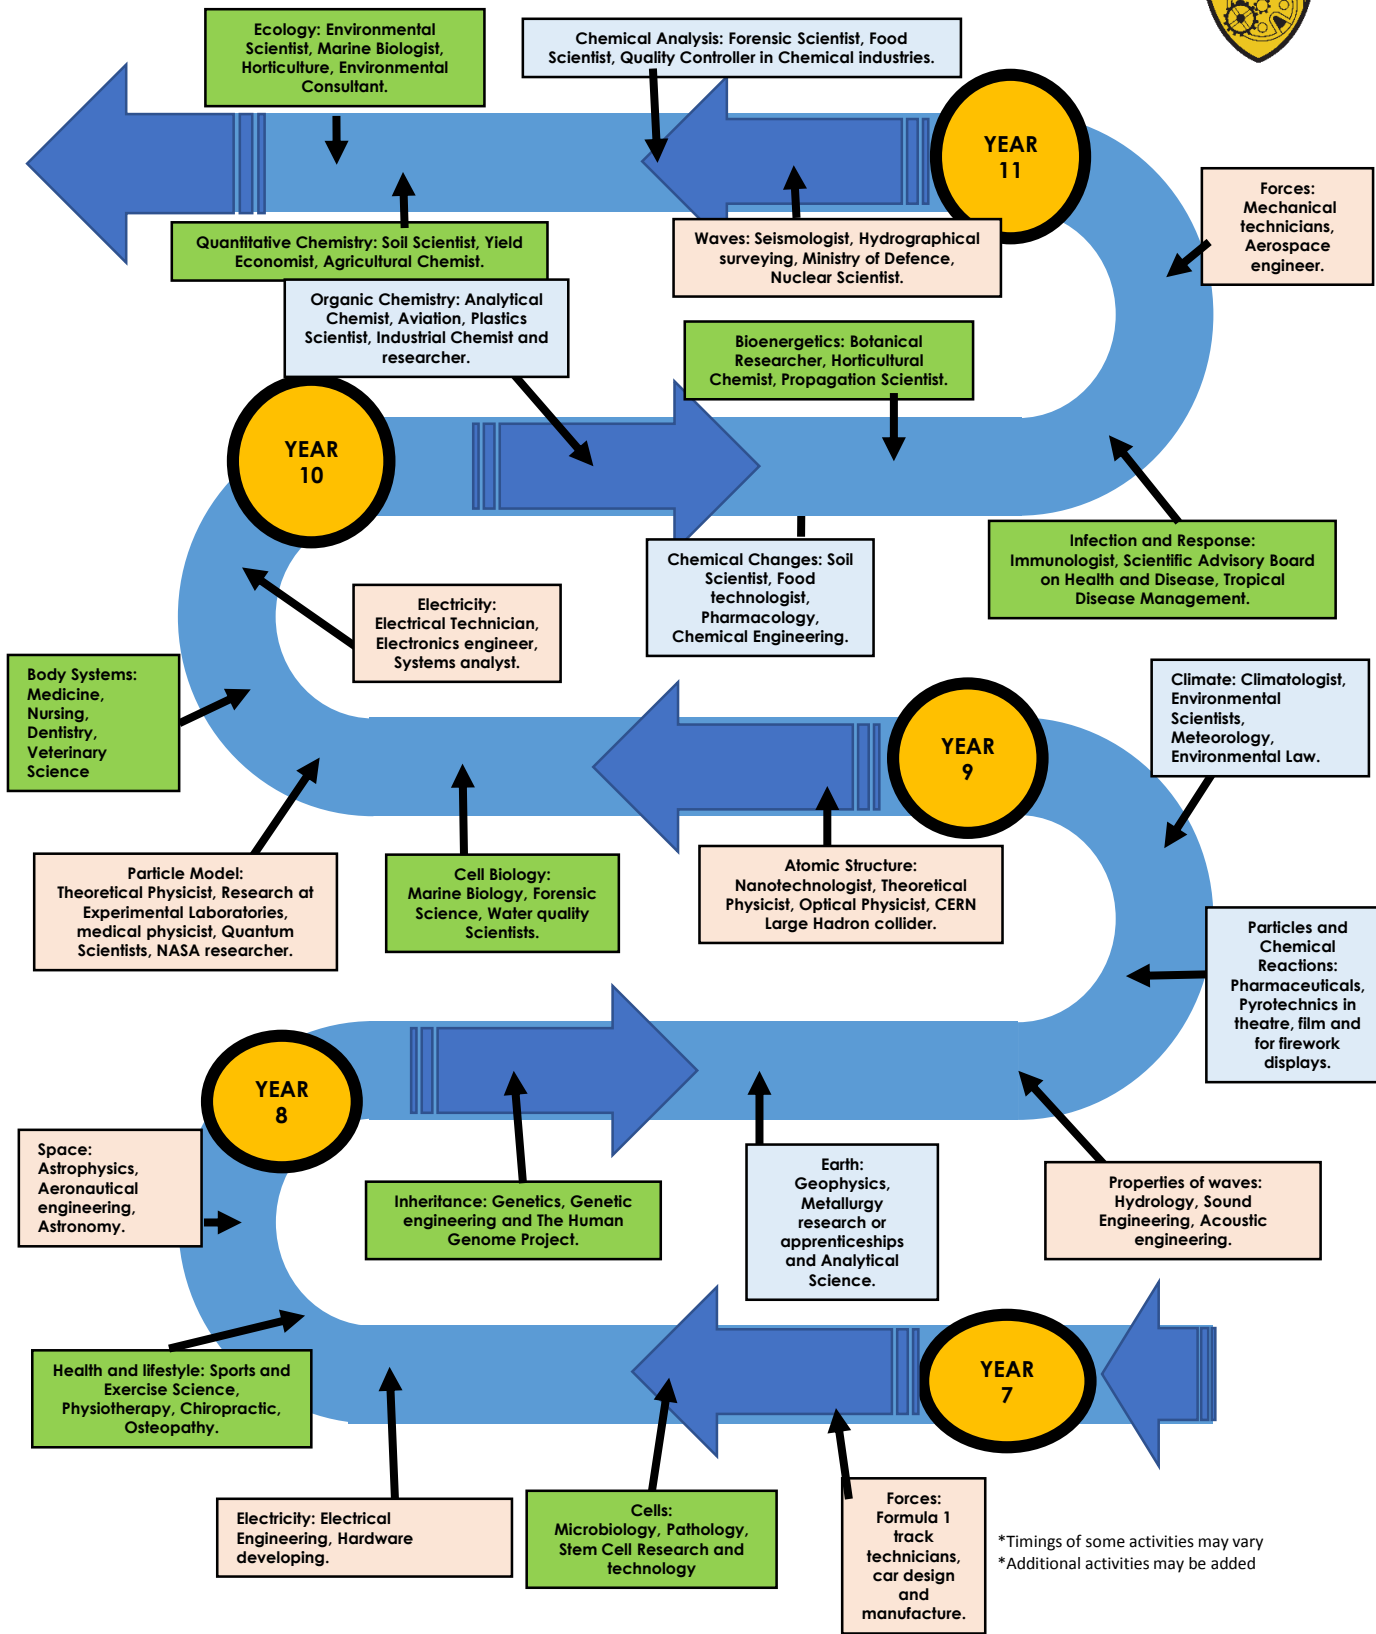 Ecology: Environmental
Scientist, Marine Biologist,
Horticulture, Environmental
Consultant.
Chemical Analysis: Forensic Scientist, Food
Scientist, Quality Controller in Chemical industries.
YEAR
11
Forces:
Mechanical
technicians,
Aerospace
engineer.
Quantitative Chemistry: Soil Scientist, Yield
Economist, Agricultural Chemist.
Waves: Seismologist, Hydrographical
surveying, Ministry of Defence,
Nuclear Scientist.
Organic Chemistry: Analytical
Chemist, Aviation, Plastics
Scientist, Industrial Chemist and
researcher.
Bioenergetics: Botanical
Researcher, Horticultural
Chemist, Propagation Scientist.
YEAR
10
Chemical Changes: Soil
Scientist, Food
technologist,
Pharmacology,
Chemical Engineering.
Infection and Response:
Immunologist, Scientific Advisory Board
on Health and Disease, Tropical
Disease Management.
Electricity:
Electrical Technician,
Electronics engineer,
Systems analyst.
Body Systems:
Medicine,
Nursing,
Dentistry,
Veterinary
Science
Climate: Climatologist,
Environmental
Scientists,
Meteorology,
Environmental Law.
YEAR
9
Particle Model:
Theoretical Physicist, Research at
Experimental Laboratories,
medical physicist, Quantum
Scientists, NASA researcher.
Cell Biology:
Marine Biology, Forensic
Science, Water quality
Scientists.
Atomic Structure:
Nanotechnologist, Theoretical
Physicist, Optical Physicist, CERN
Large Hadron collider.
Particles and
Chemical
Reactions:
Pharmaceuticals,
Pyrotechnics in
theatre, film and
for firework
displays.
YEAR
8
Space:
Astrophysics,
Aeronautical
engineering,
Astronomy.
Inheritance: Genetics, Genetic
engineering and The Human
Genome Project.
Earth:
Geophysics,
Metallurgy
research or
apprenticeships
and Analytical
Science.
Properties of waves:
Hydrology, Sound
Engineering, Acoustic
engineering.
Health and lifestyle: Sports and
Exercise Science,
Physiotherapy, Chiropractic,
Osteopathy.
YEAR
7
Electricity: Electrical
Engineering, Hardware
developing.
Cells:
Microbiology, Pathology,
Stem Cell Research and
technology
Forces:
Formula 1
track
technicians,
car design
and
manufacture.
*Timings of some activities may vary
*Additional activities may be added